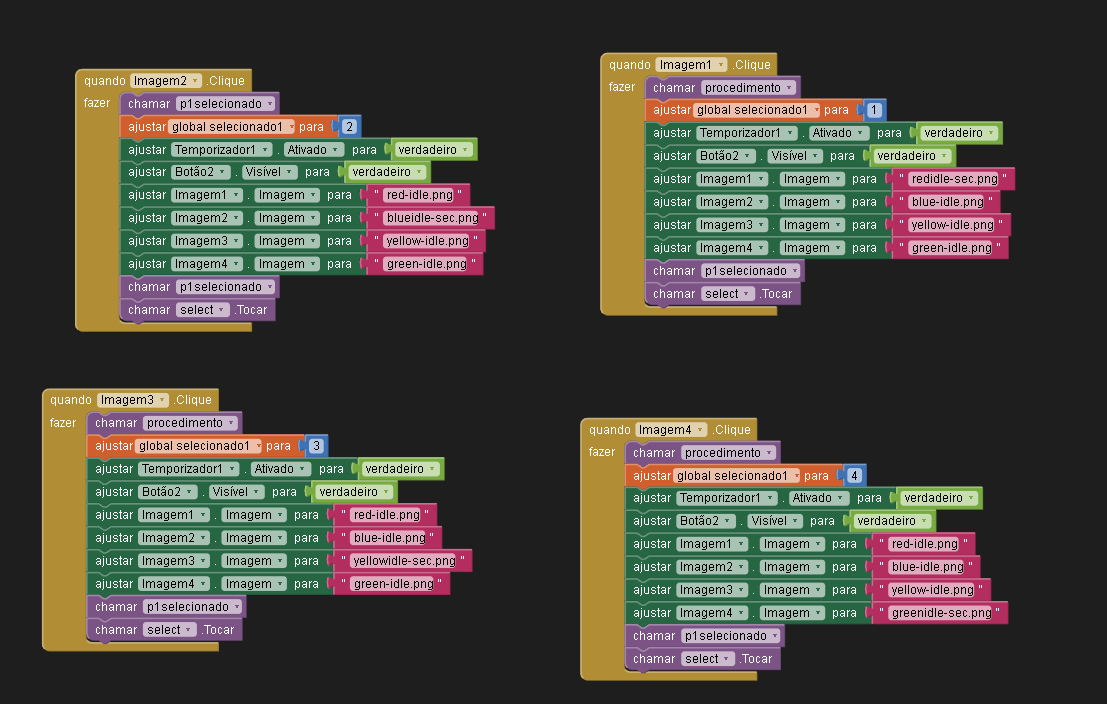 quando Imagem2 .Clique
fazer chamar p1selecionado
ajustar global selecionado1 para 2
ajustar Temporizador1 . Ativado para verdadeiro
ajustar Botão2 . Visível para verdadeiro
ajustar Imagem1 . Imagem para " red-idle.png "
ajustar Imagem2 . Imagem para " blueidle-sec.png "
ajustar Imagem3 . Imagem para " yellow-idle.png "
ajustar Imagem4 . Imagem para " green-idle.png "
chamar p1selecionado
chamar select .Tocar
quando Imagem1 .Clique
fazer chamar procedimento
ajustar global selecionado1 para 1
ajustar Temporizador1 . Ativado para verdadeiro
ajustar Botão2 . Visível para verdadeiro
ajustar Imagem1 . Imagem para " redidle-sec.png "
ajustar Imagem2 . Imagem para " blue-idle.png "
ajustar Imagem3 . Imagem para " yellow-idle.png "
ajustar Imagem4 . Imagem para " green-idle.png "
chamar p1selecionado
chamar select .Tocar
quando Imagem3 .Clique
fazer chamar procedimento
ajustar global selecionado1 para 3
ajustar Temporizador1 . Ativado para verdadeiro
ajustar Botão2 . Visível para verdadeiro
ajustar Imagem1 . Imagem para " red-idle.png "
ajustar Imagem2 . Imagem para " blue-idle.png "
ajustar Imagem3 . Imagem para " yellowidle-sec.png "
ajustar Imagem4 . Imagem para " green-idle.png "
chamar p1selecionado
chamar select .Tocar
quando Imagem4 .Clique
fazer chamar procedimento
ajustar global selecionado1 para 4
ajustar Temporizador1 . Ativado para verdadeiro
ajustar Botão2 . Visível para verdadeiro
ajustar Imagem1 . Imagem para " red-idle.png "
ajustar Imagem2 . Imagem para " blue-idle.png "
ajustar Imagem3 . Imagem para " yellow-idle.png "
ajustar Imagem4 . Imagem para " greenidle-sec.png "
chamar p1selecionado
chamar select .Tocar